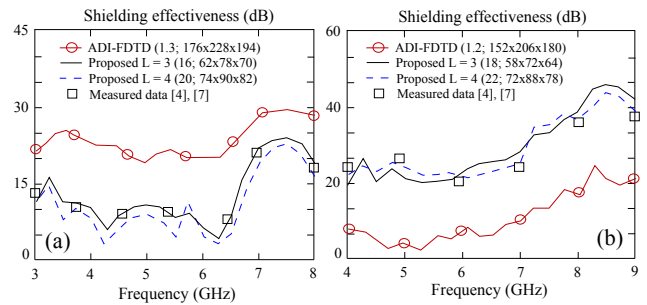 Shielding effectiveness (dB)
45
30
15
0
(a)
ADI-FDTD (1.3; 176x228x194)
Proposed L = 3 (16; 62x78x70)
Proposed L = 4 (20; 74x90x82)
Measured data [4], [7]
3 4 5 6 7 8
Frequency (GHz)
Shielding effectiveness (dB)
60
40
20
0
ADI-FDTD (1.2; 152x206x180)
Proposed L = 3 (18; 58x72x64)
Proposed L = 4 (22; 72x88x78)
Measured data [4], [7]
(b)
4 5 6 7 8 9
Frequency (GHz)